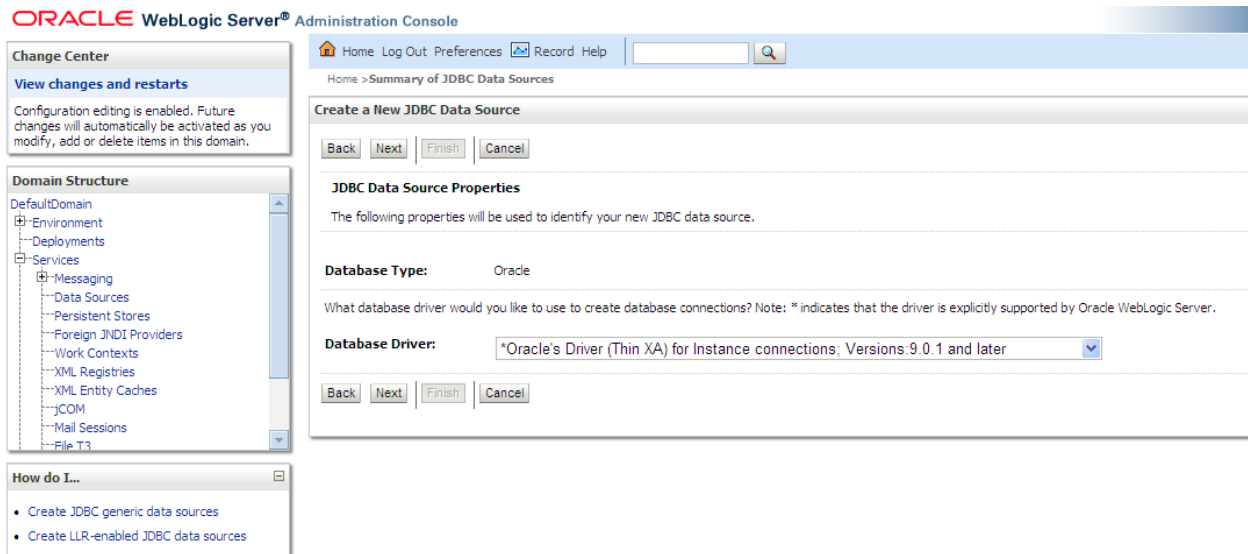 ORACLE WebLogic Server® Administration Console
Change Center
View changes and restarts
Configuration editing is enabled. Future
changes will automatically be activated as you
modify, add or delete items in this domain.
Domain Structure
DefaultDomain
Environment
Deployments
Services
Messaging
Data Sources
Persistent Stores
Foreign JNDI Providers
Work Contexts
XML Registries
XML Entity Caches
jCOM
Mail Sessions
File T3
How do I...
• Create JDBC generic data sources
• Create LLR-enabled JDBC data sources
Home Log Out Preferences Record Help
Home >Summary of JDBC Data Sources
Create a New JDBC Data Source
Back Next Finish Cancel
JDBC Data Source Properties
The following properties will be used to identify your new JDBC data source.
Database Type: Oracle
What database driver would you like to use to create database connections? Note: * indicates that the driver is explicitly supported by Oracle WebLogic Server.
Database Driver: *Oracle's Driver (Thin XA) for Instance connections; Versions:9.0.1 and later
Back Next Finish Cancel